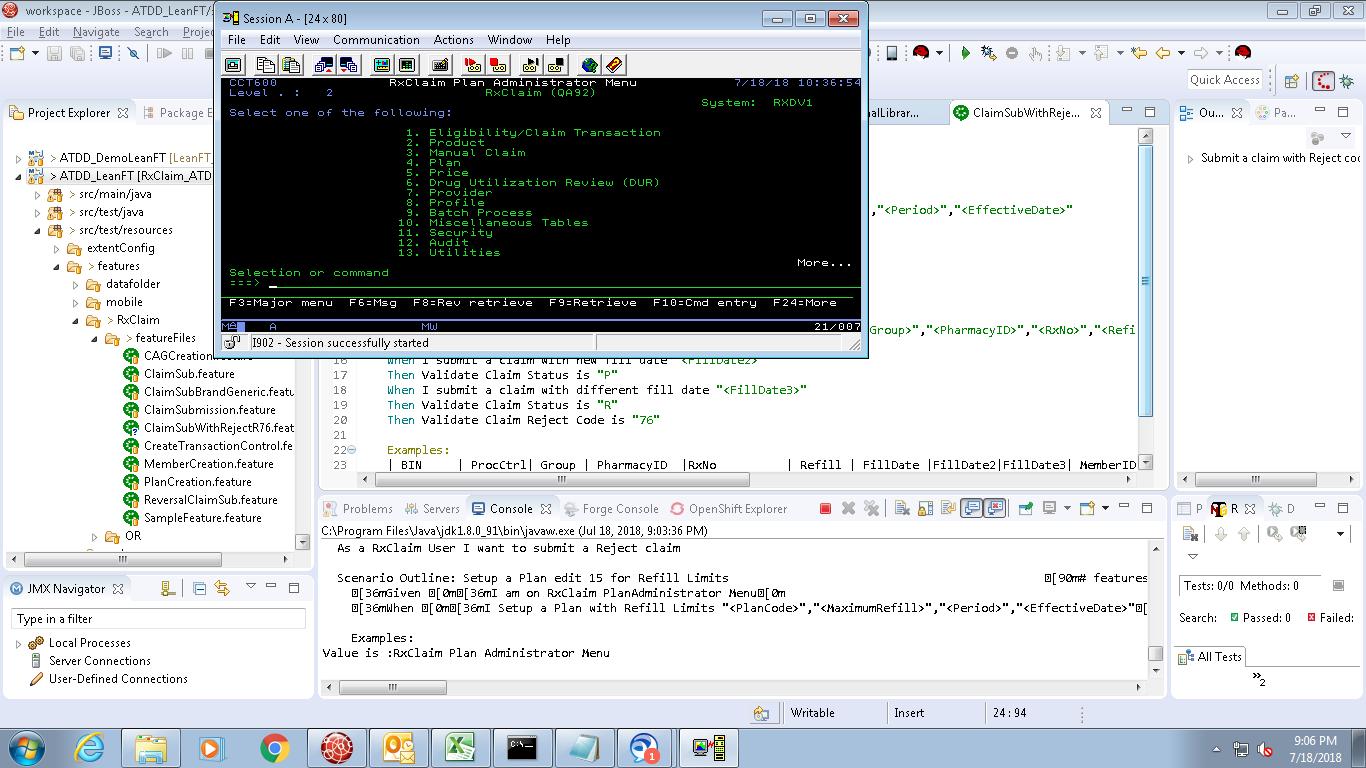 workspace - JBoss - ATDD_LeanFT/
File Edit Navigate Search Project
Quick Access
Session A - [24 x 80]
File Edit View Communication Actions Window Help
CCT600 RxClaim Plan Administrator Menu 7/18/18 10:36:54
Level . : 2 RxClaim (QA92)
System: RXDV1
Select one of the following:
1. Eligibility/Claim Transaction
2. Product
3. Manual Claim
4. Plan
5. Price
6. Drug Utilization Review (DUR)
7. Provider
8. Profile
9. Batch Process
10. Miscellaneous Tables
11. Security
12. Audit
13. Utilities
More...
Selection or command
===>
F3=Major menu F6=Msg F8=Rev retrieve F9=Retrieve F10=Cmd entry F24=More
MA A MW 21/007
I902 - Session successfully started
Project Explorer Package E
> ATDD_DemoLeanFT [LeanFT_
> ATDD_LeanFT [RxClaim_ATD
> src/main/java
> src/test/java
> src/test/resources
extentConfig
> features
datafolder
mobile
> RxClaim
> featureFiles
CAGCreation.feature
ClaimSub.feature
ClaimSubBrandGeneric.featu
ClaimSubmission.feature
ClaimSubWithRejectR76.feat
CreateTransactionControl.fe
MemberCreation.feature
PlanCreation.feature
ReversalClaimSub.feature
SampleFeature.feature
OR
JMX Navigator
Type in a filter
Local Processes
Server Connections
User-Defined Connections
nalLibrar... ClaimSubWithReje...
,"<Period>","<EffectiveDate>"
Group>","<PharmacyID>","<RxNo>","<Refi
16 When I submit a claim with new fill date "<FillDate2>"
17 Then Validate Claim Status is "P"
18 When I submit a claim with different fill date "<FillDate3>"
19 Then Validate Claim Status is "R"
20 Then Validate Claim Reject Code is "76"
21
22 Examples:
23 | BIN | ProcCtrl| Group | PharmacyID |RxNo | Refill | FillDate |FillDate2|FillDate3| MemberID
Ou... Pa...
Submit a claim with Reject coo
Problems Servers Console Forge Console OpenShift Explorer
C:\Program Files\Java\jdk1.8.0_91\bin\javaw.exe (Jul 18, 2018, 9:03:36 PM)
As a RxClaim User I want to submit a Reject claim
Scenario Outline: Setup a Plan edit 15 for Refill Limits [90m# features
[36mGiven [0m[36mI am on RxClaim PlanAdministrator Menu[0m
[36mWhen [0m[36mI Setup a Plan with Refill Limits "<PlanCode>","<MaximumRefill>","<Period>","<EffectiveDate>"[
Examples:
Value is :RxClaim Plan Administrator Menu
P R D
Tests: 0/0 Methods: 0
Search: Passed: 0 Failed:
All Tests
»2
Writable Insert 24 : 94
1
9:06 PM
7/18/2018